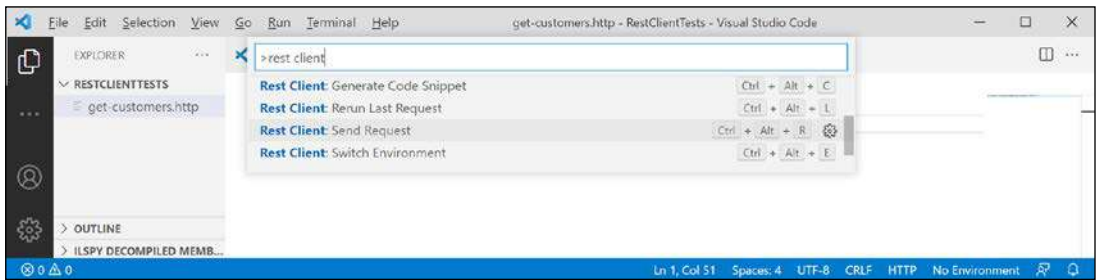 File Edit Selection View Go Run Terminal Help get-customers.http - RestClientTests - Visual Studio Code
EXPLORER
>rest client
RESTCLIENTTESTS
get-customers.http
Rest Client: Generate Code Snippet Ctrl + Alt + C
Rest Client: Rerun Last Request Ctrl + Alt + L
Rest Client: Send Request Ctrl + Alt + R
Rest Client: Switch Environment Ctrl + Alt + E
OUTLINE
ILSPY DECOMPILED MEMB...
0 0 Ln 1, Col 51 Spaces: 4 UTF-8 CRLF HTTP No Environment